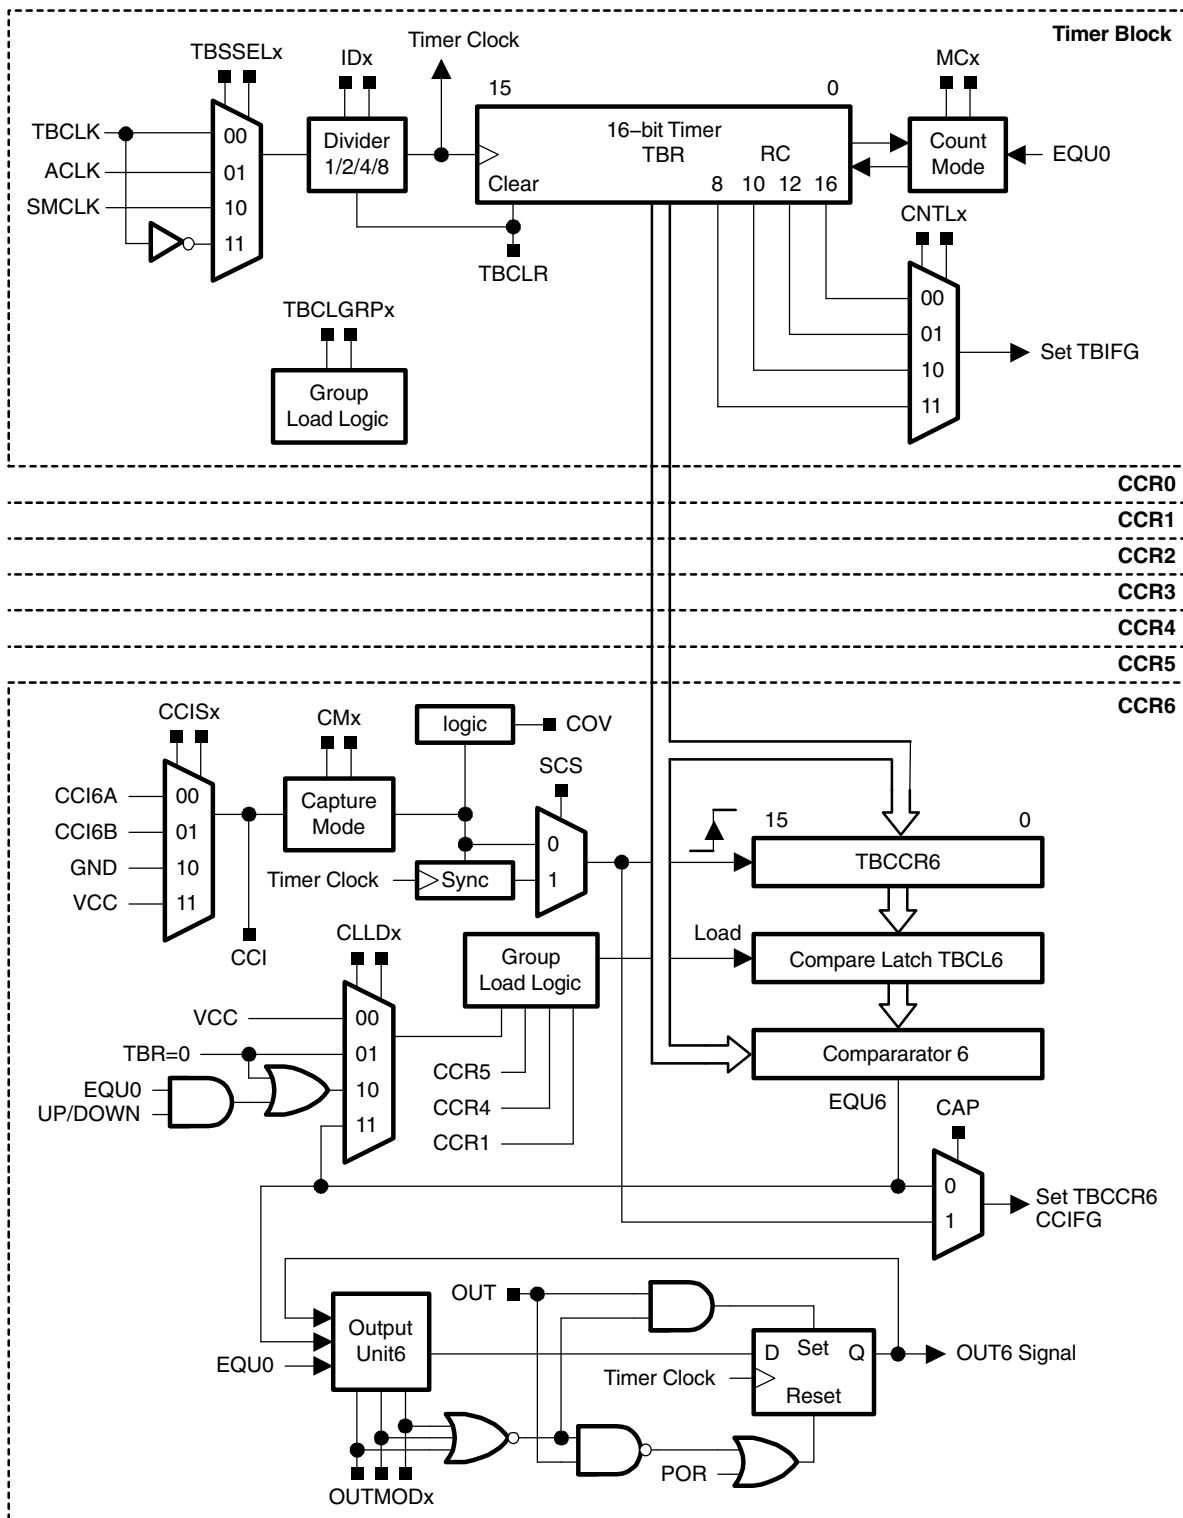 Timer Block
Timer Clock
TBSSELx
IDx
MCx
15
0
TBCLK
ACLK
SMCLK
00
01
10
11
Divider
1/2/4/8
16−bit Timer
TBR
RC
Clear
8
10
12
16
Count
Mode
EQU0
TBCLR
CNTLx
00
01
10
11
Set TBIFG
TBCLGRPx
Group
Load Logic
CCR0
CCR1
CCR2
CCR3
CCR4
CCR5
CCR6
CCISx
CMx
logic
COV
SCS
CCI6A
CCI6B
GND
VCC
00
01
10
11
Capture
Mode
0
1
Timer Clock
Sync
15
0
TBCCR6
CCI
CLLDx
Group
Load Logic
Load
Compare Latch TBCL6
VCC
TBR=0
EQU0
UP/DOWN
00
01
10
11
CCR5
CCR4
CCR1
Compararator 6
EQU6
CAP
0
1
Set TBCCR6
CCIFG
OUT
Output
Unit6
EQU0
D
Set
Q
Reset
Timer Clock
OUT6 Signal
POR
OUTMODx